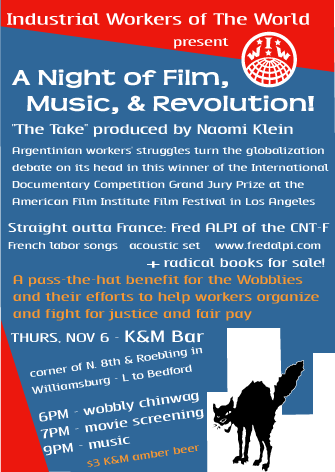 Industrial Workers of The World
present
IWW
A Night of Film,
Music, & Revolution!
"The Take" produced by Naomi Klein
Argentinian workers' struggles turn the globalization
debate on its head in this winner of the International
Documentary Competition Grand Jury Prize at the
American Film Institute Film Festival in Los Angeles
Straight outta France: Fred ALPI of the CNT-F
French labor songs acoustic set www.fredalpi.com
+ radical books for sale!
A pass-the-hat benefit for the Wobblies
and their efforts to help workers organize
and fight for justice and fair pay
THURS, NOV 6 - K&M Bar
corner of N. 8th & Roebling in
Williamsburg - L to Bedford
6PM - wobbly chinwag
7PM - movie screening
9PM - music
$3 K&M amber beer